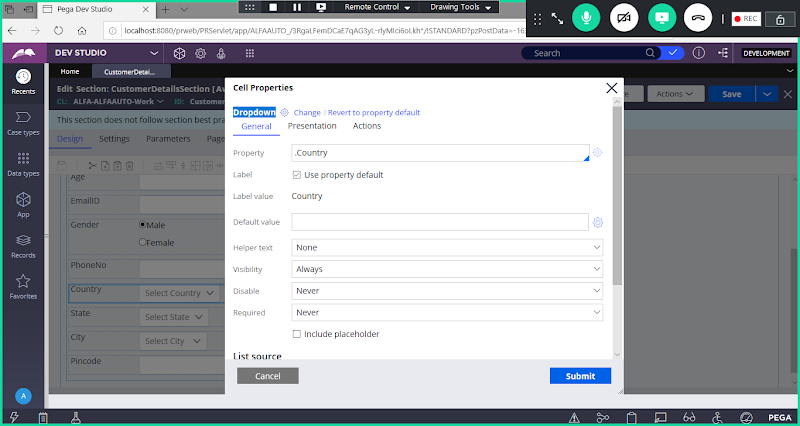 Pega Dev Studio
Remote Control
Drawing Tools
localhost:8080/prweb/PRServlet/app/ALFAAUTO_/3RgaLFemDCaE7qAG3yL-rlyMIci6oLkh*/!STANDARD?pzPostData=-16
REC
DEV STUDIO
Search
DEVELOPMENT
Recents
Case types
Data types
App
Records
Favorites
A
Home
CustomerDetai...
Edit Section: CustomerDetailsSection [Av
CL: ALFA-ALFAAUTO-Work
ID: Custome
Actions
Save
This section does not follow section best pra
Design
Settings
Parameters
Page
Age
EmailID
Gender
Male
Female
PhoneNo
Country
Select Country
State
Select State
City
Select City
Pincode
Cell Properties
Dropdown
Change | Revert to property default
General
Presentation
Actions
Property
.Country
Label
Use property default
Label value
Country
Default value
Helper text
None
Visibility
Always
Disable
Never
Required
Never
Include placeholder
List source
Cancel
Submit
PEGA